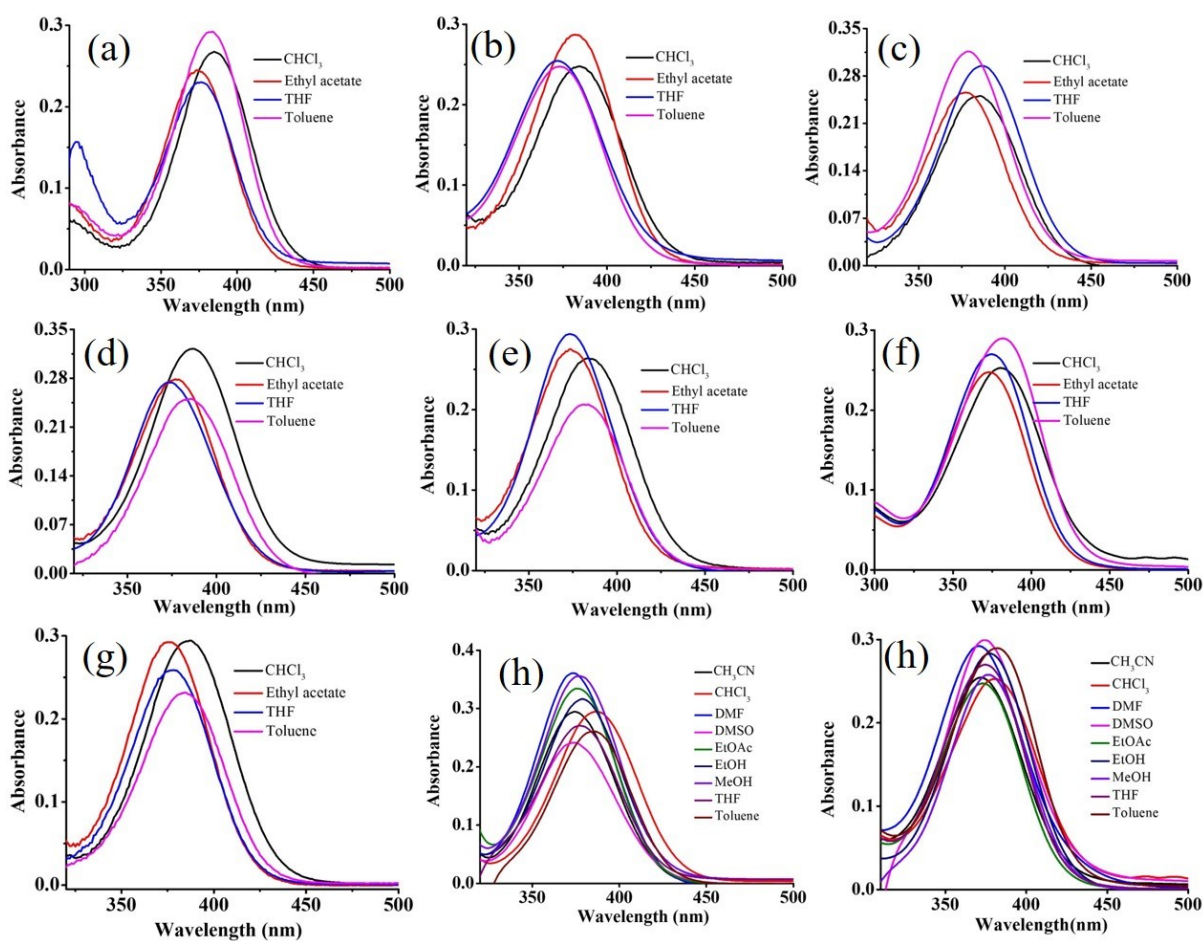 (a)
0.3
0.2
0.1
0.0
300
350
400
450
500
Absorbance
Wavelength (nm)
CHCl₃
Ethyl acetate
THF
Toluene
(b)
0.3
0.2
0.1
0.0
350
400
450
500
Absorbance
Wavelength (nm)
CHCl₃
Ethyl acetate
THF
Toluene
(c)
0.35
0.28
0.21
0.14
0.07
0.00
350
400
450
500
Absorbance
Wavelength (nm)
CHCl₃
Ethyl acetate
THF
Toluene
(d)
0.35
0.28
0.21
0.14
0.07
0.00
350
400
450
500
Absorbance
Wavelength (nm)
CHCl₃
Ethyl acetate
THF
Toluene
(e)
0.3
0.2
0.1
0.0
350
400
450
500
Absorbance
Wavelength (nm)
CHCl₃
Ethyl acetate
THF
Toluene
(f)
0.3
0.2
0.1
0.0
300
350
400
450
500
Absorbance
Wavelength (nm)
CHCl₃
Ethyl acetate
THF
Toluene
(g)
0.3
0.2
0.1
0.0
350
400
450
500
Absorbance
Wavelength (nm)
CHCl₃
Ethyl acetate
THF
Toluene
(h)
0.4
0.3
0.2
0.1
0.0
350
400
450
500
Absorbance
Wavelength (nm)
CH₃CN
CHCl₃
DMF
DMSO
EtOAc
EtOH
MeOH
THF
Toluene
(h)
0.3
0.2
0.1
0.0
350
400
450
500
Absorbance
Wavelength(nm)
CH₃CN
CHCl₃
DMF
DMSO
EtOAc
EtOH
MeOH
THF
Toluene